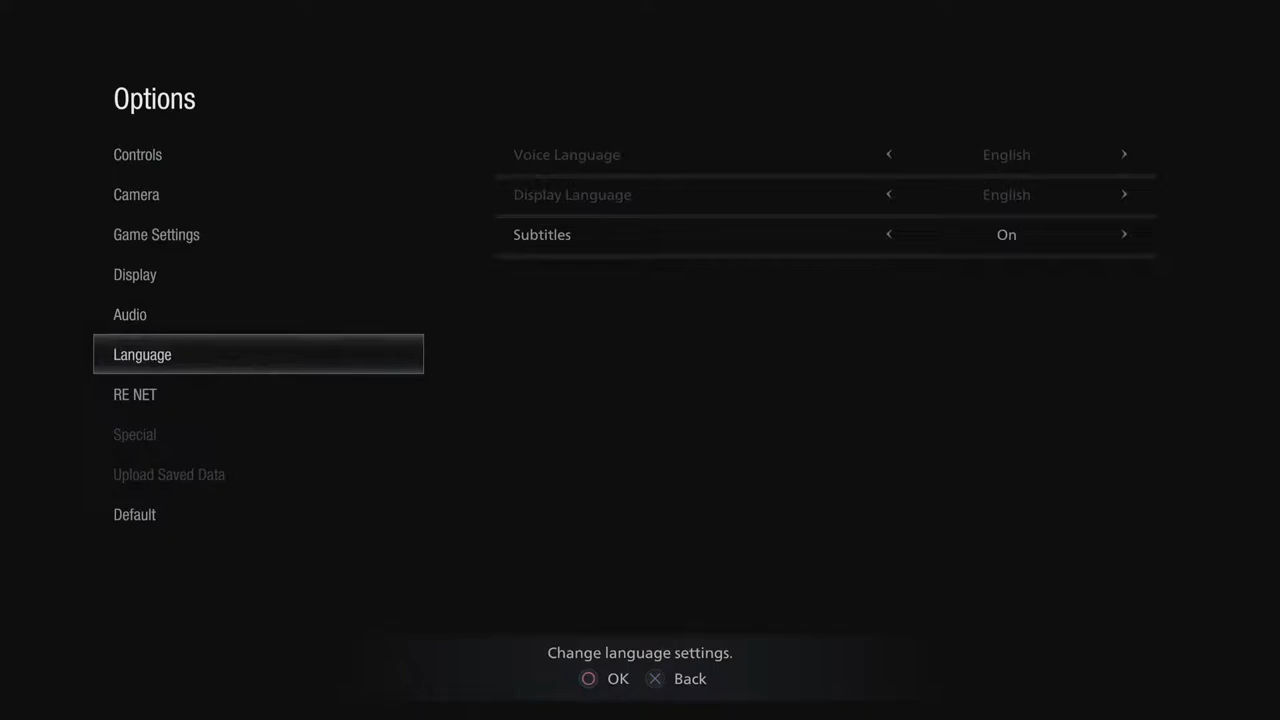 Options
Controls
Camera
Game Settings
Display
Audio
Language
RE NET
Special
Upload Saved Data
Default
Voice Language English
Display Language English
Subtitles On
Change language settings.
OK Back